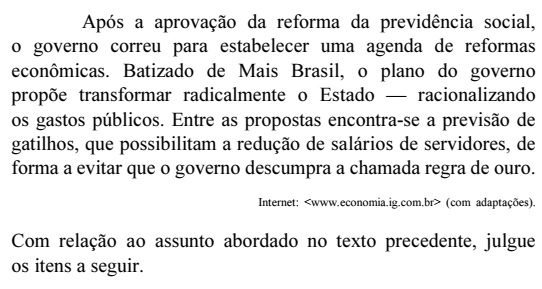 Após a aprovação da reforma da previdência social,
o governo correu para estabelecer uma agenda de reformas
econômicas. Batizado de Mais Brasil, o plano do governo
propõe transformar radicalmente o Estado — racionalizando
os gastos públicos. Entre as propostas encontra-se a previsão de
gatilhos, que possibilitam a redução de salários de servidores, de
forma a evitar que o governo descumpra a chamada regra de ouro.
Internet: <www.economia.ig.com.br> (com adaptações).
Com relação ao assunto abordado no texto precedente, julgue
os itens a seguir.